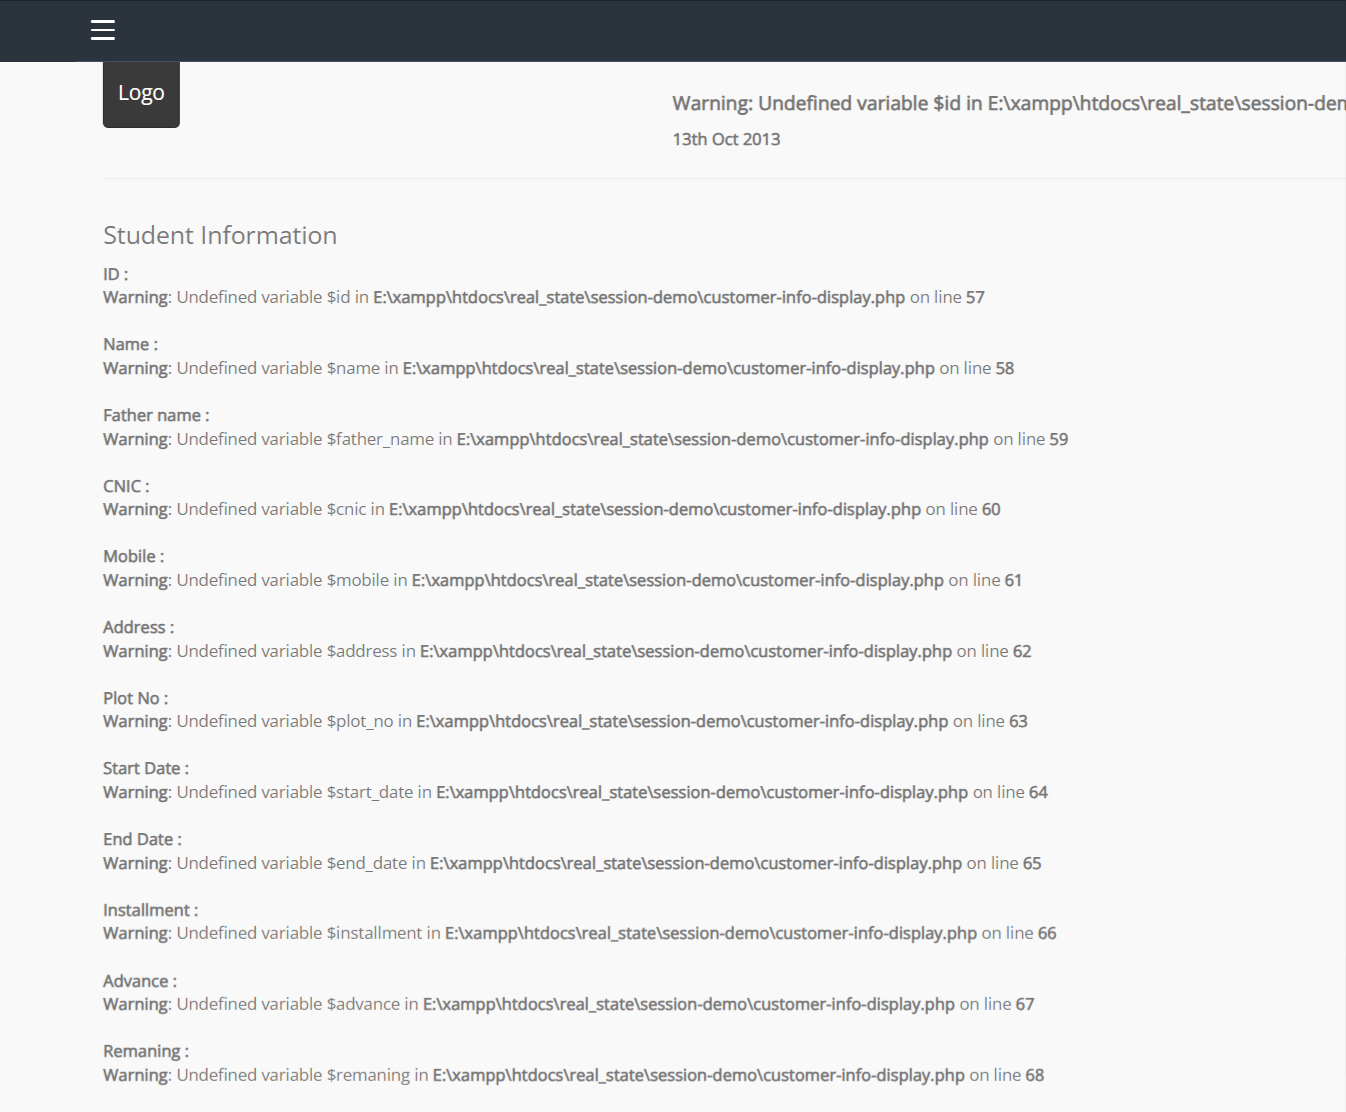 Logo
Warning: Undefined variable $id in E:\xampp\htdocs\real_state\session-dem
13th Oct 2013
Student Information
ID :
Warning: Undefined variable $id in E:\xampp\htdocs\real_state\session-demo\customer-info-display.php on line 57
Name :
Warning: Undefined variable $name in E:\xampp\htdocs\real_state\session-demo\customer-info-display.php on line 58
Father name :
Warning: Undefined variable $father_name in E:\xampp\htdocs\real_state\session-demo\customer-info-display.php on line 59
CNIC :
Warning: Undefined variable $cnic in E:\xampp\htdocs\real_state\session-demo\customer-info-display.php on line 60
Mobile :
Warning: Undefined variable $mobile in E:\xampp\htdocs\real_state\session-demo\customer-info-display.php on line 61
Address :
Warning: Undefined variable $address in E:\xampp\htdocs\real_state\session-demo\customer-info-display.php on line 62
Plot No :
Warning: Undefined variable $plot_no in E:\xampp\htdocs\real_state\session-demo\customer-info-display.php on line 63
Start Date :
Warning: Undefined variable $start_date in E:\xampp\htdocs\real_state\session-demo\customer-info-display.php on line 64
End Date :
Warning: Undefined variable $end_date in E:\xampp\htdocs\real_state\session-demo\customer-info-display.php on line 65
Installment :
Warning: Undefined variable $installment in E:\xampp\htdocs\real_state\session-demo\customer-info-display.php on line 66
Advance :
Warning: Undefined variable $advance in E:\xampp\htdocs\real_state\session-demo\customer-info-display.php on line 67
Remaning :
Warning: Undefined variable $remaning in E:\xampp\htdocs\real_state\session-demo\customer-info-display.php on line 68